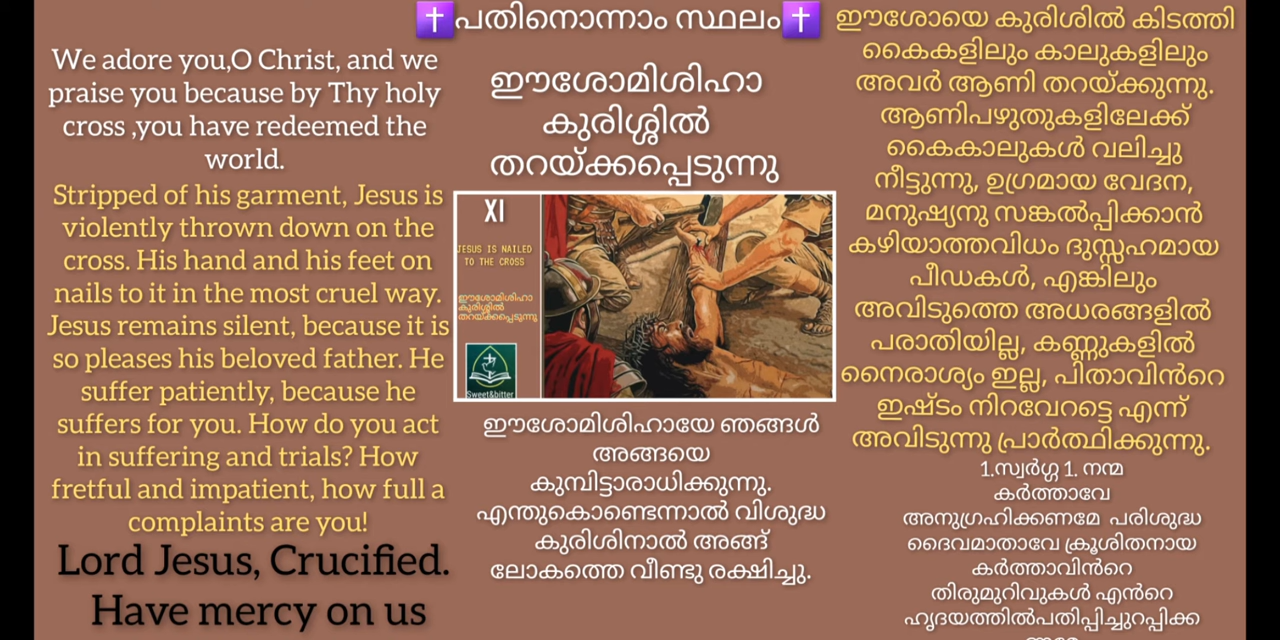 We adore you,O Christ, and we
praise you because by Thy holy
cross ,you have redeemed the
world.
Stripped of his garment, Jesus is
violently thrown down on the
cross. His hand and his feet on
nails to it in the most cruel way.
Jesus remains silent, because it is
so pleases his beloved father. He
suffer patiently, because he
suffers for you. How do you act
in suffering and trials? How
fretful and impatient, how full a
complaints are you!
Lord Jesus, Crucified.
Have mercy on us
✝️പതിനൊന്നാം സ്ഥലം✝️
ഈശോമിശിഹാ
കുരിശ്ശിൽ
തറയ്ക്കപ്പെടുന്നു
XI
JESUS IS NAILED
TO THE CROSS
ഈശോമിശിഹാ
കുരിശ്ശിൽ
തറയ്ക്കപ്പെടുന്നു
Sweet&bitter
ഈശോമിശിഹായേ ഞങ്ങൾ
അങ്ങയെ
കുമ്പിട്ടാരാധിക്കുന്നു.
എന്തുകൊണ്ടെന്നാൽ വിശുദ്ധ
കുരിശിനാൽ അങ്ങ്
ലോകത്തെ വീണ്ടു രക്ഷിച്ചു.
ഈശോയെ കുരിശിൽ കിടത്തി
കൈകളിലും കാലുകളിലും
അവർ ആണി തറയ്ക്കുന്നു.
ആണിപഴുതുകളിലേക്ക്
കൈകാലുകൾ വലിച്ചു
നീട്ടുന്നു, ഉഗ്രമായ വേദന,
മനുഷ്യനു സങ്കൽപ്പിക്കാൻ
കഴിയാത്തവിധം ദുസ്സഹമായ
പീഡകൾ, എങ്കിലും
അവിടുത്തെ അധരങ്ങളിൽ
പരാതിയില്ല, കണ്ണുകളിൽ
നൈരാശ്യം ഇല്ല, പിതാവിൻറെ
ഇഷ്ടം നിറവേറട്ടെ എന്ന്
അവിടുന്നു പ്രാർത്ഥിക്കുന്നു.
1.സ്വർഗ്ഗ 1. നന്മ
കർത്താവേ
അനുഗ്രഹിക്കണമേ പരിശുദ്ധ
ദൈവമാതാവേ ക്രൂശിതനായ
കർത്താവിൻറെ
തിരുമുറിവുകൾ എൻറെ
ഹൃദയത്തിൽപതിപ്പിച്ചുറപ്പിക്ക